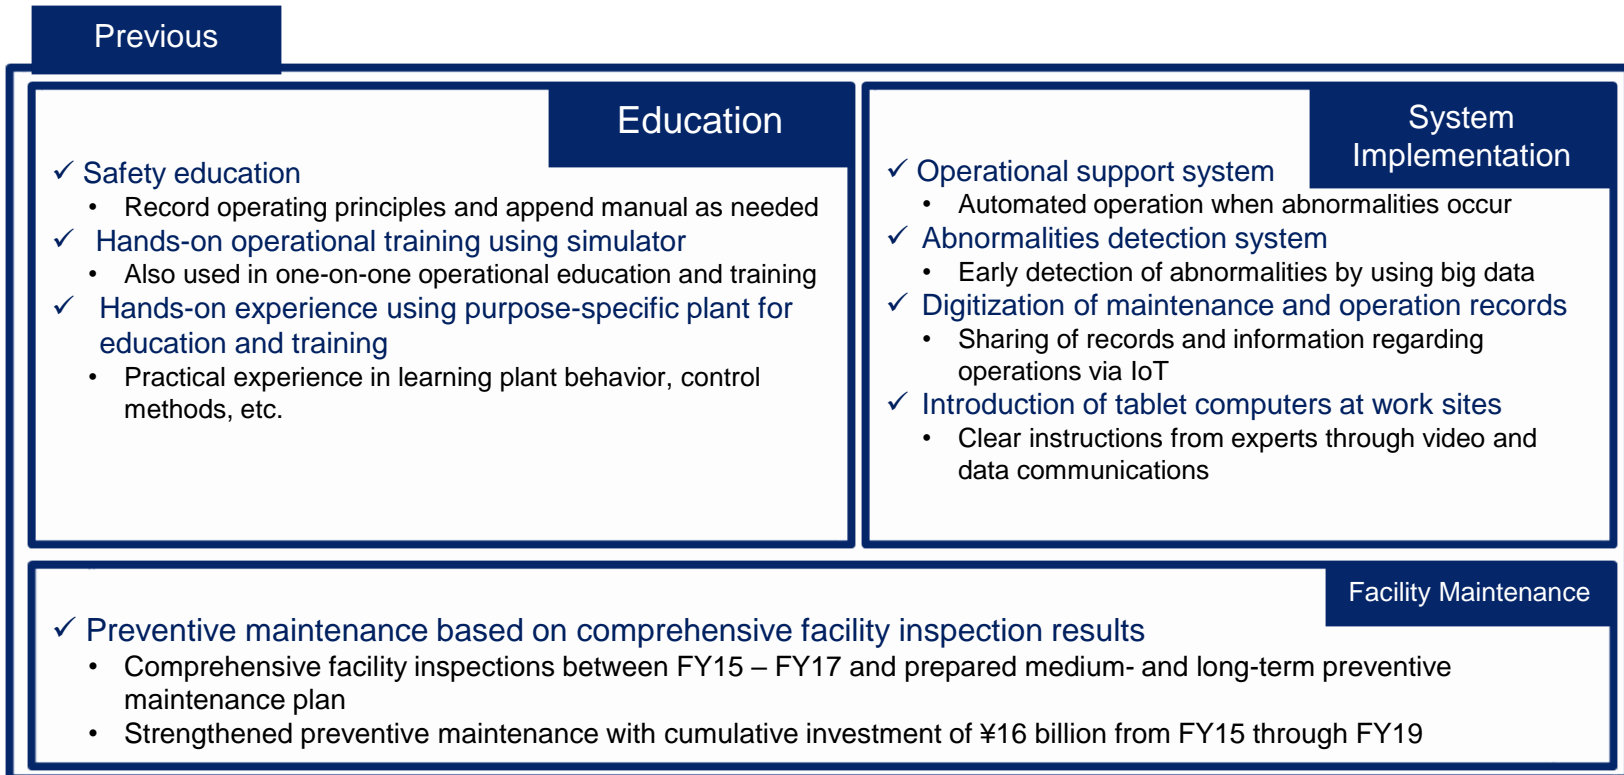 Previous
Education
✓ Safety education
• Record operating principles and append manual as needed
✓ Hands-on operational training using simulator
• Also used in one-on-one operational education and training
✓ Hands-on experience using purpose-specific plant for
education and training
• Practical experience in learning plant behavior, control
methods, etc.
System
Implementation
✓ Operational support system
• Automated operation when abnormalities occur
✓ Abnormalities detection system
• Early detection of abnormalities by using big data
✓ Digitization of maintenance and operation records
• Sharing of records and information regarding
operations via IoT
✓ Introduction of tablet computers at work sites
• Clear instructions from experts through video and
data communications
Facility Maintenance
✓ Preventive maintenance based on comprehensive facility inspection results
• Comprehensive facility inspections between FY15 – FY17 and prepared medium- and long-term preventive
maintenance plan
• Strengthened preventive maintenance with cumulative investment of ¥16 billion from FY15 through FY19